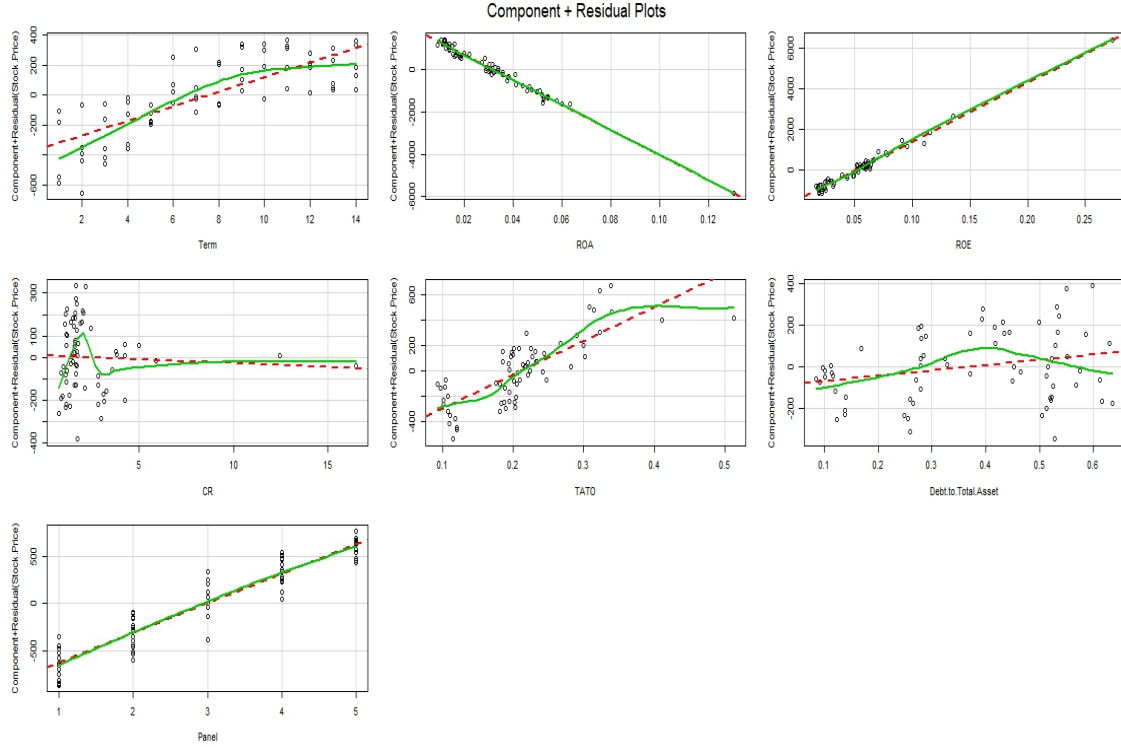 Component + Residual Plots
Component+Residual(Stock.Price)
400
200
0
-200
-600
2 4 6 8 10 12 14
Term
Component+Residual(Stock.Price)
0
-2000
-4000
-6000
0.02 0.04 0.06 0.08 0.10 0.12
ROA
Component+Residual(Stock.Price)
6000
4000
2000
0
0.05 0.10 0.15 0.20 0.25
ROE
Component+Residual(Stock.Price)
300
100
0
-200
-400
5 10 15
CR
Component+Residual(Stock.Price)
600
400
200
0
-400
0.1 0.2 0.3 0.4 0.5
TATO
Component+Residual(Stock.Price)
400
200
0
-200
0.1 0.2 0.3 0.4 0.5 0.6
Debt.to.Total.Asset
Component+Residual(Stock.Price)
500
0
-500
1 2 3 4 5
Panel